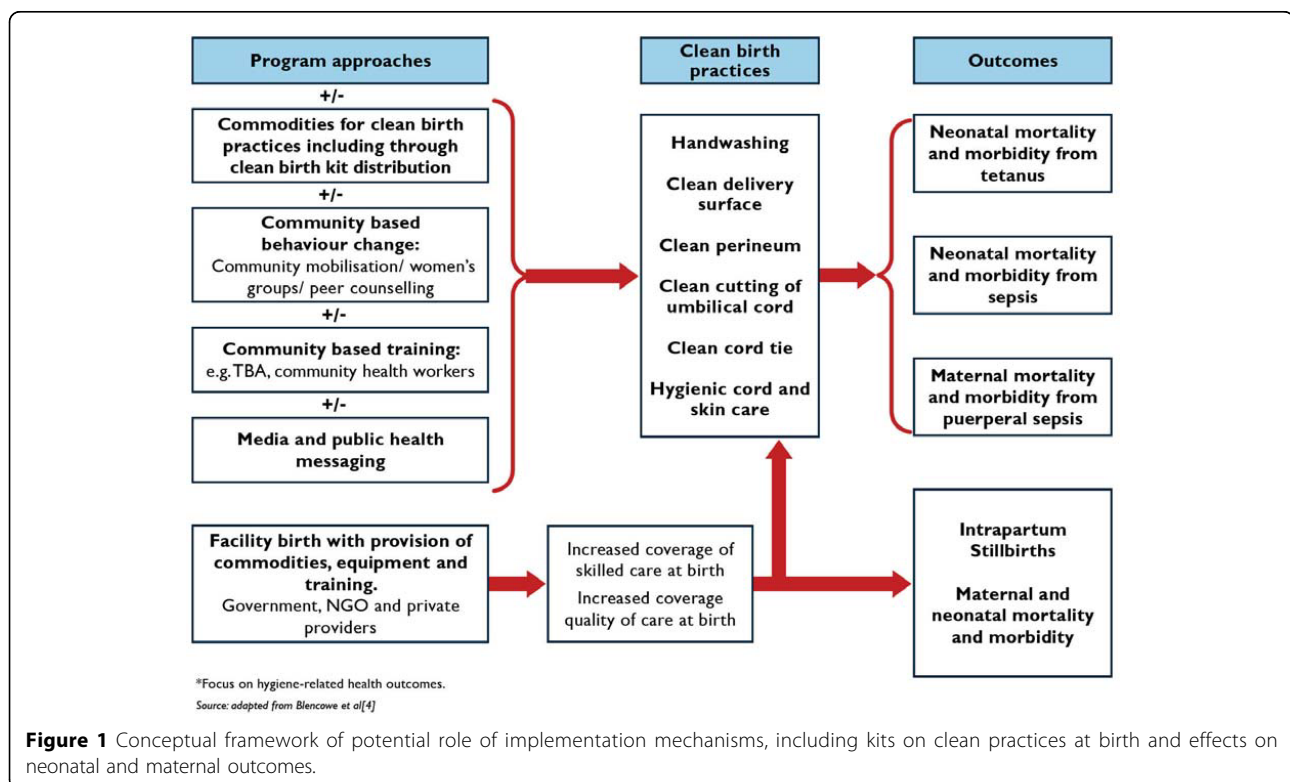 Program approaches
+/-
Commodities for clean birth
practices including through
clean birth kit distribution
+/-
Community based
behaviour change:
Community mobilisation/ women's
groups/ peer counselling
+/-
Community based training:
e.g. TBA, community health workers
+/-
Media and public health
messaging
Facility birth with provision of
commodities, equipment and
training.
Government, NGO and private
providers
Increased coverage of
skilled care at birth
Increased coverage
quality of care at birth
Clean birth
practices
Handwashing
Clean delivery
surface
Clean perineum
Clean cutting of
umbilical cord
Clean cord tie
Hygienic cord and
skin care
Outcomes
Neonatal mortality
and morbidity from
tetanus
Neonatal mortality
and morbidity from
sepsis
Maternal mortality
and morbidity from
puerperal sepsis
Intrapartum
Stillbirths
Maternal and
neonatal mortality
and morbidity
*Focus on hygiene-related health outcomes.
Source: adapted from Blencowe et al[4]
Figure 1 Conceptual framework of potential role of implementation mechanisms, including kits on clean practices at birth and effects on
neonatal and maternal outcomes.